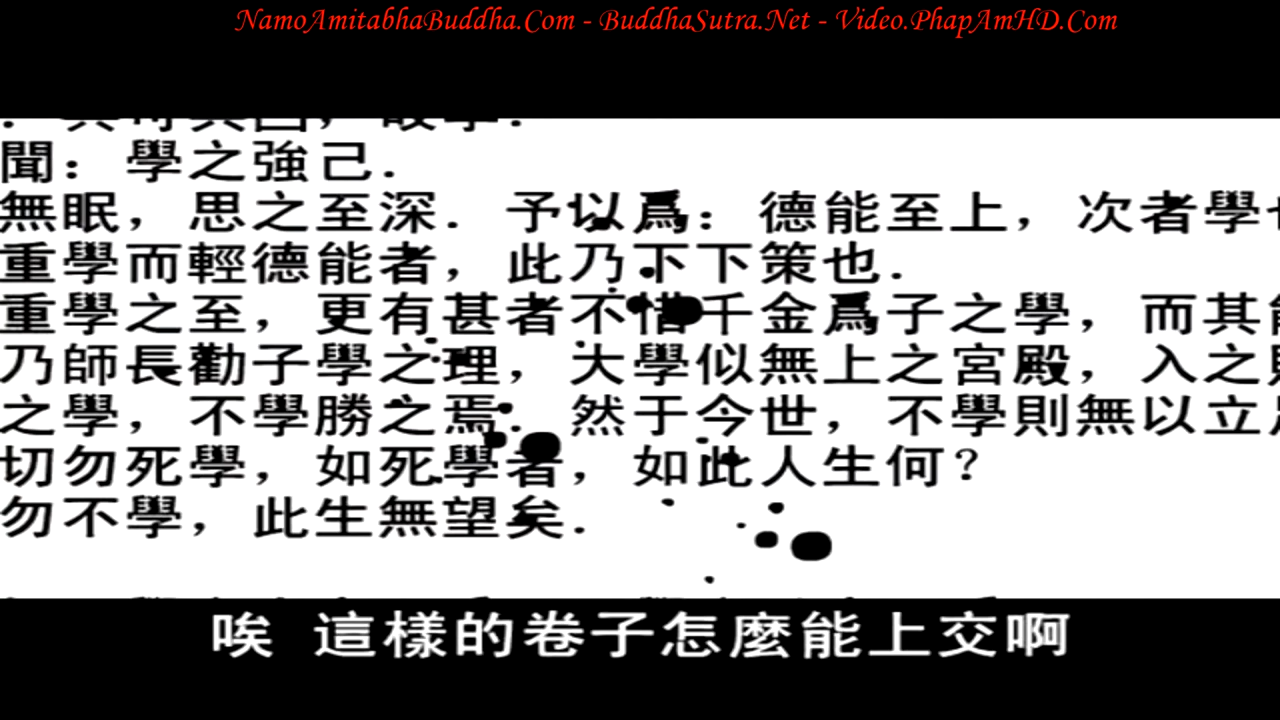 NamoAmitabhaBuddha.Com - BuddhaSutra.Net - Video.PhapAmHD.Com
聞：學之強己.
無眠，思之至深. 予以爲：德能至上，次者學
重學而輕德能者，此乃下下策也.
重學之至，更有甚者不惜千金爲子之學，而其
乃師長勸子學之理，大學似無上之宮殿，入之
之學，不學勝之焉. 然于今世，不學則無以立
切勿死學，如死學者，如此人生何？
勿不學，此生無望矣.
唉 這樣的卷子怎麼能上交啊